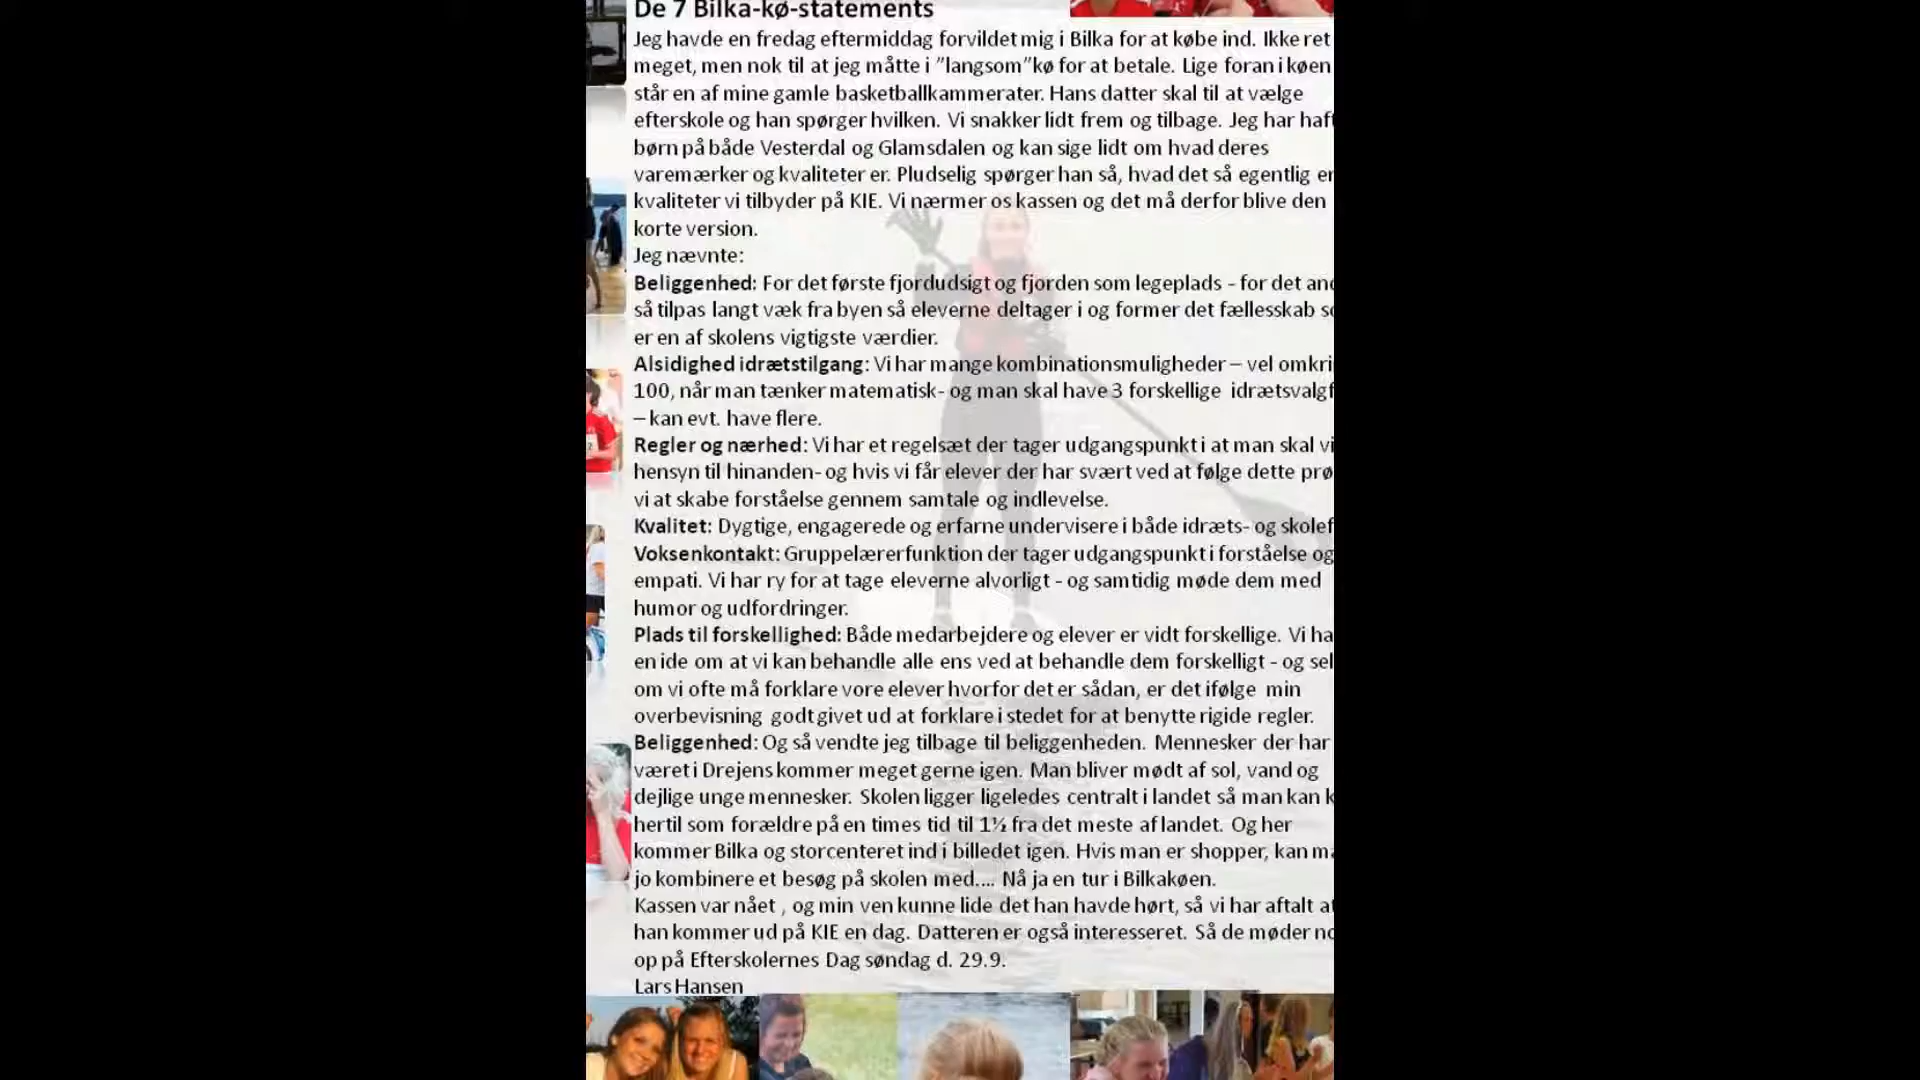 De 7 Bilka-kø-statements
Jeg havde en fredag eftermiddag forvildet mig i Bilka for at købe ind. Ikke ret
meget, men nok til at jeg måtte i ”langsom”kø for at betale. Lige foran i køen
står en af mine gamle basketballkammerater. Hans datter skal til at vælge
efterskole og han spørger hvilken. Vi snakker lidt frem og tilbage. Jeg har haft
børn på både Vesterdal og Glamsdalen og kan sige lidt om hvad deres
varemærker og kvaliteter er. Pludselig spørger han så, hvad det så egentlig er
kvaliteter vi tilbyder på KIE. Vi nærmer os kassen og det må derfor blive den
korte version.
Jeg nævnte:
Beliggenhed: For det første fjordudsigt og fjorden som legeplads - for det
så tilpas langt væk fra byen så eleverne deltager i og former det fællesskab
er en af skolens vigtigste værdier.
Alsidighed idrætstilgang: Vi har mange kombinationsmuligheder – vel
100, når man tænker matematisk- og man skal have 3 forskellige idrætsvalgf
– kan evt. have flere.
Regler og nærhed: Vi har et regelsæt der tager udgangspunkt i at man skal
hensyn til hinanden- og hvis vi får elever der har svært ved at følge dette
vi at skabe forståelse gennem samtale og indlevelse.
Kvalitet: Dygtige, engagerede og erfarne undervisere i både idræts- og skolef
Voksenkontakt: Gruppelærerfunktion der tager udgangspunkt i forståelse og
empati. Vi har ry for at tage eleverne alvorligt - og samtidig møde dem med
humor og udfordringer.
Plads til forskellighed: Både medarbejdere og elever er vidt forskellige. Vi
en ide om at vi kan behandle alle ens ved at behandle dem forskelligt - og
om vi ofte må forklare vore elever hvorfor det er sådan, er det ifølge min
overbevisning godt givet ud at forklare i stedet for at benytte rigide regler.
Beliggenhed: Og så vendte jeg tilbage til beliggenheden. Mennesker der har
været i Drejens kommer meget gerne igen. Man bliver mødt af sol, vand og
dejlige unge mennesker. Skolen ligger ligeledes centralt i landet så man kan
hertil som forældre på en times tid til 1½ fra det meste af landet. Og her
kommer Bilka og storcenteret ind i billedet igen. Hvis man er shopper, kan
jo kombinere et besøg på skolen med.... Nå ja en tur i Bilkakøen.
Kassen var nået , og min ven kunne lide det han havde hørt, så vi har aftalt at
han kommer ud på KIE en dag. Datteren er også interesseret. Så de møder
op på Efterskolernes Dag søndag d. 29.9.
Lars Hansen